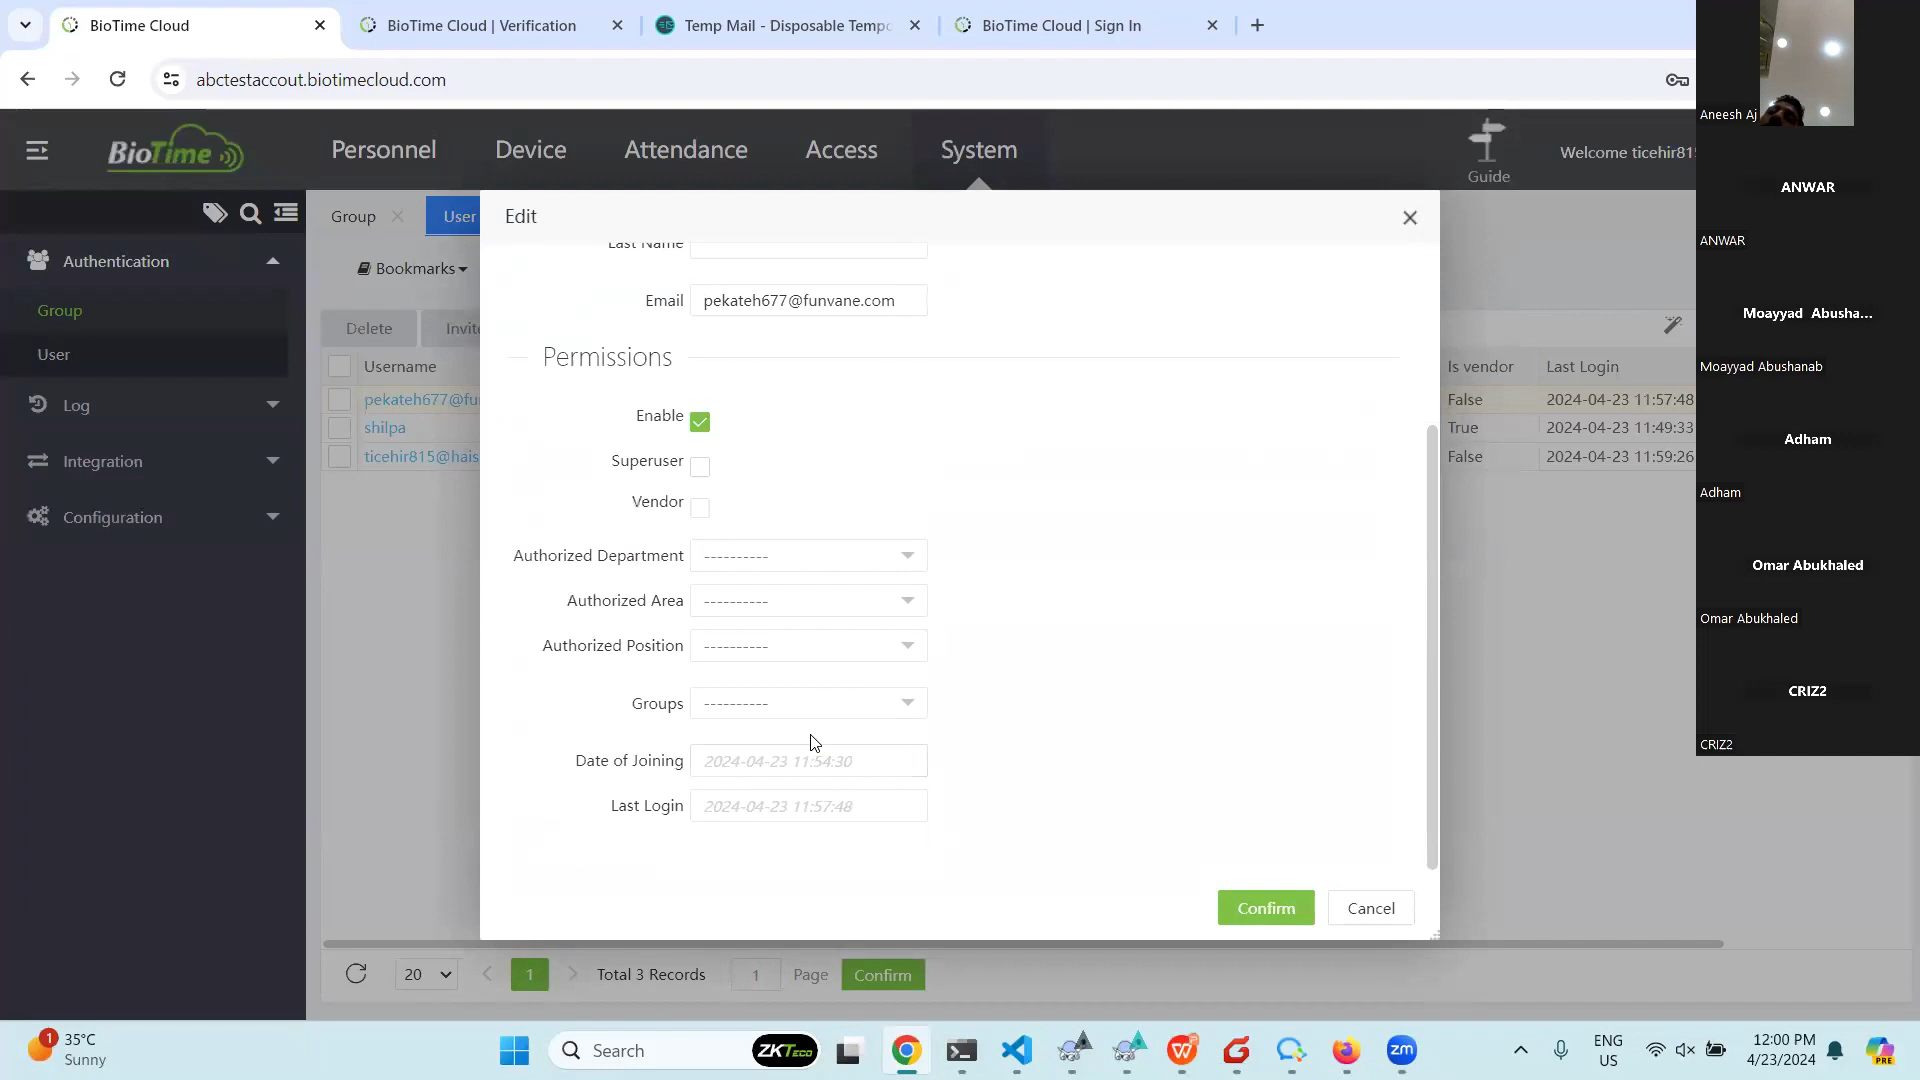 BioTime Cloud
BioTime Cloud | Verification
Temp Mail - Disposable Tempo
BioTime Cloud | Sign In
abctestaccout.biotimecloud.com
BioTime
Personnel
Device
Attendance
Access
System
Guide
Welcome ticehir815
Authentication
Group
User
Log
Integration
Configuration
Group
User
Bookmarks
Delete
Invite
Username
pekateh677@fu
shilpa
ticehir815@hais
Is vendor
Last Login
False
2024-04-23 11:57:48
True
2024-04-23 11:49:33
False
2024-04-23 11:59:26
Edit
Last Name
Email
pekateh677@funvane.com
Permissions
Enable
Superuser
Vendor
Authorized Department
----------
Authorized Area
----------
Authorized Position
----------
Groups
----------
Date of Joining
2024-04-23 11:54:30
Last Login
2024-04-23 11:57:48
Confirm
Cancel
20
1
Total 3 Records
1
Page
Confirm
Aneesh Aj
ANWAR
ANWAR
Moayyad Abusha...
Moayyad Abushanab
Adham
Adham
Omar Abukhaled
Omar Abukhaled
CRIZ2
CRIZ2
1
35°C
Sunny
Search
ZKTeco
zm
ENG
US
12:00 PM
4/23/2024
PRE